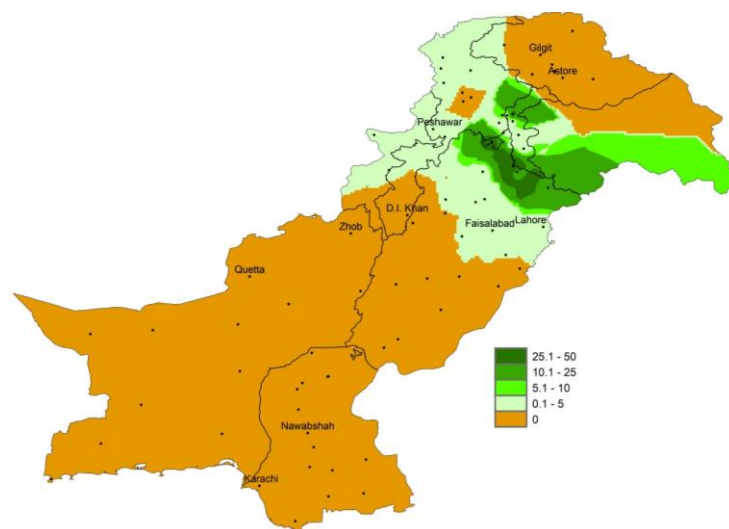 Gilgit
Astore
Peshawar
D.I. Khan
Zhob
Faisalabad
Lahore
Quetta
25.1 - 50
10.1 - 25
5.1 - 10
0.1 - 5
0
Nawabshah
Karachi